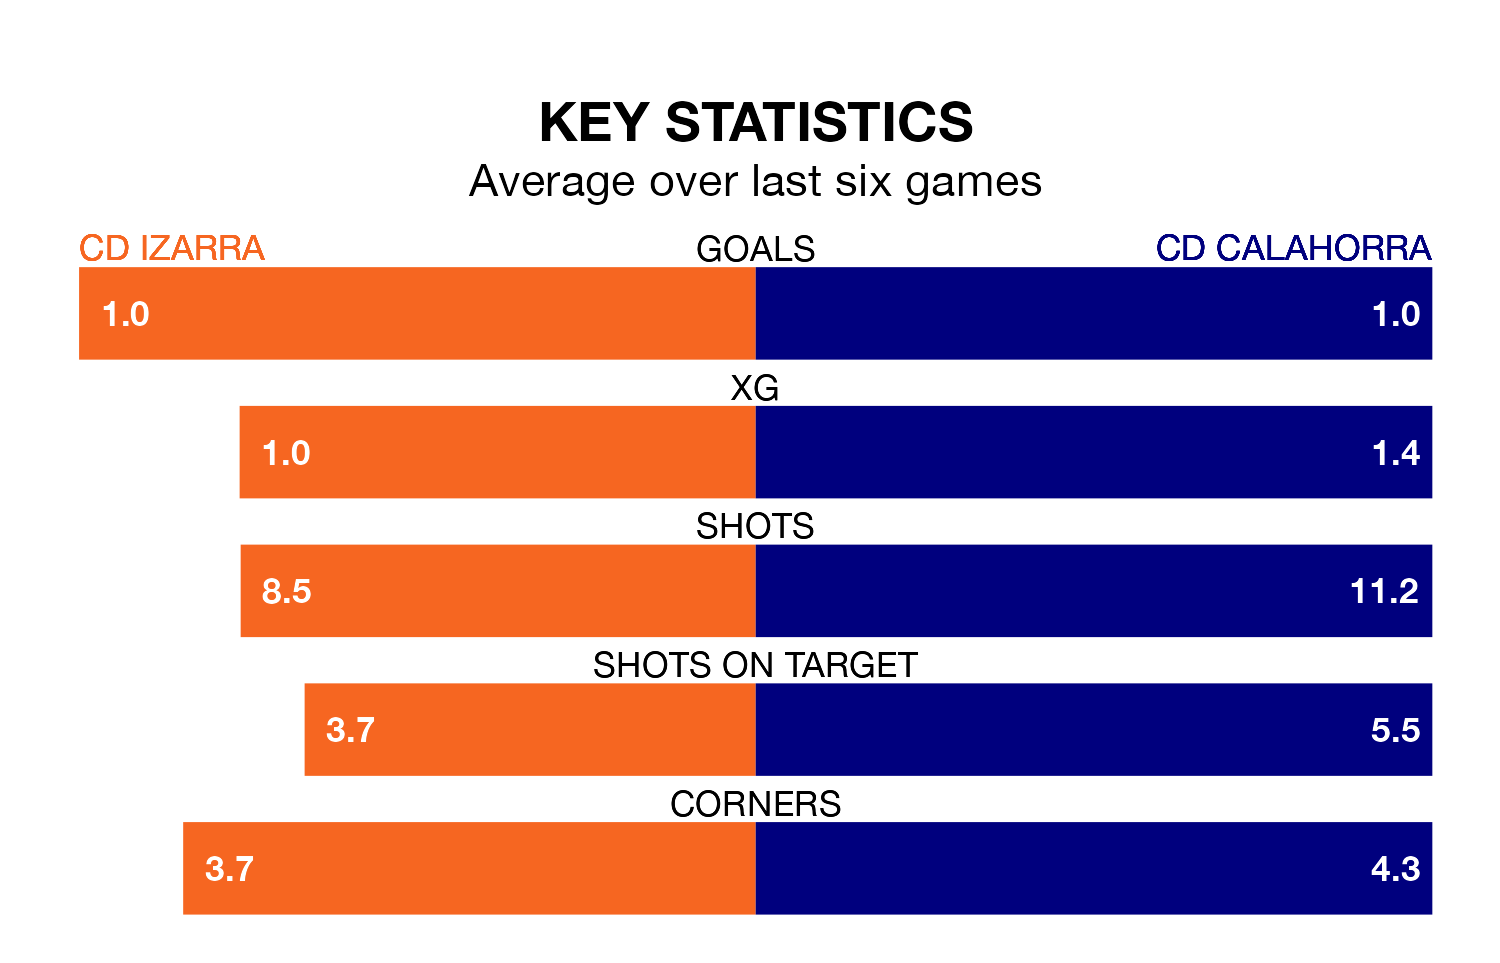 KEY STATISTICS
Average over last six games
CD IZARRA GOALS CD CALAHORRA
1.0 1.0
XG
1.0 1.4
SHOTS
8.5 11.2
SHOTS ON TARGET
3.7 5.5
CORNERS
3.7 4.3